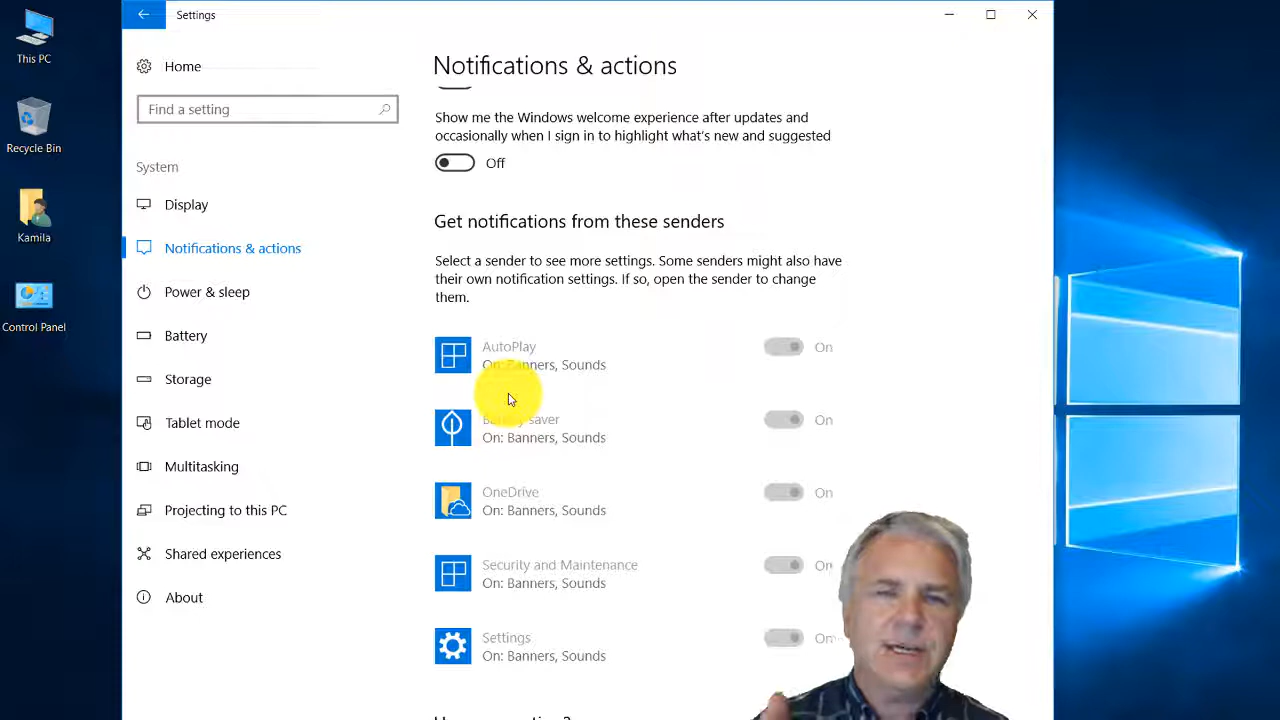 This PC
Recycle Bin
Kamila
Control Panel
Settings
Home
Find a setting
System
Display
Notifications & actions
Power & sleep
Battery
Storage
Tablet mode
Multitasking
Projecting to this PC
Shared experiences
About
Notifications & actions
Show me the Windows welcome experience after updates and
occasionally when I sign in to highlight what's new and suggested
Off
Get notifications from these senders
Select a sender to see more settings. Some senders might also have
their own notification settings. If so, open the sender to change
them.
AutoPlay
On
On: Banners, Sounds
Battery saver
On
On: Banners, Sounds
OneDrive
On
On: Banners, Sounds
Security and Maintenance
On
On: Banners, Sounds
Settings
On
On: Banners, Sounds